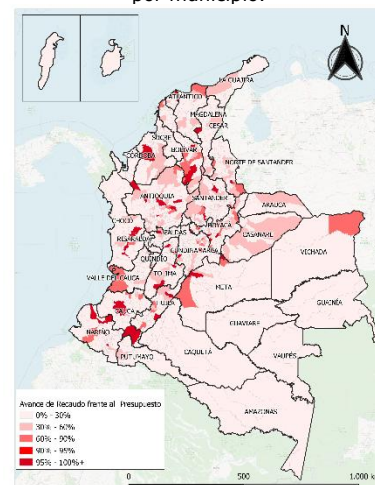 por municipio.
N
LA GUAJIRA
ATLÁNTICO
MAGDALENA
CESAR
SUCRE
BOLÍVAR
CÓRDOBA
NORTE DE SANTANDER
ANTIOQUIA
SANTANDER
ARAUCA
CHOCÓ
BOYACÁ
CASANARE
RISARALDA
CALDAS
CUNDINAMARCA
VICHADA
QUINDÍO
VALLE DEL CAUCA
TOLIMA
META
GUAINÍA
HUILA
CAUCA
GUAVIARE
NARIÑO
CAQUETÁ
VAUPÉS
PUTUMAYO
AMAZONAS
Avance de Recaudo frente al Presupuesto
0% - 30%
30% - 60%
60% - 90%
90% - 95%
95% - 100%+
0 500 1.000 k